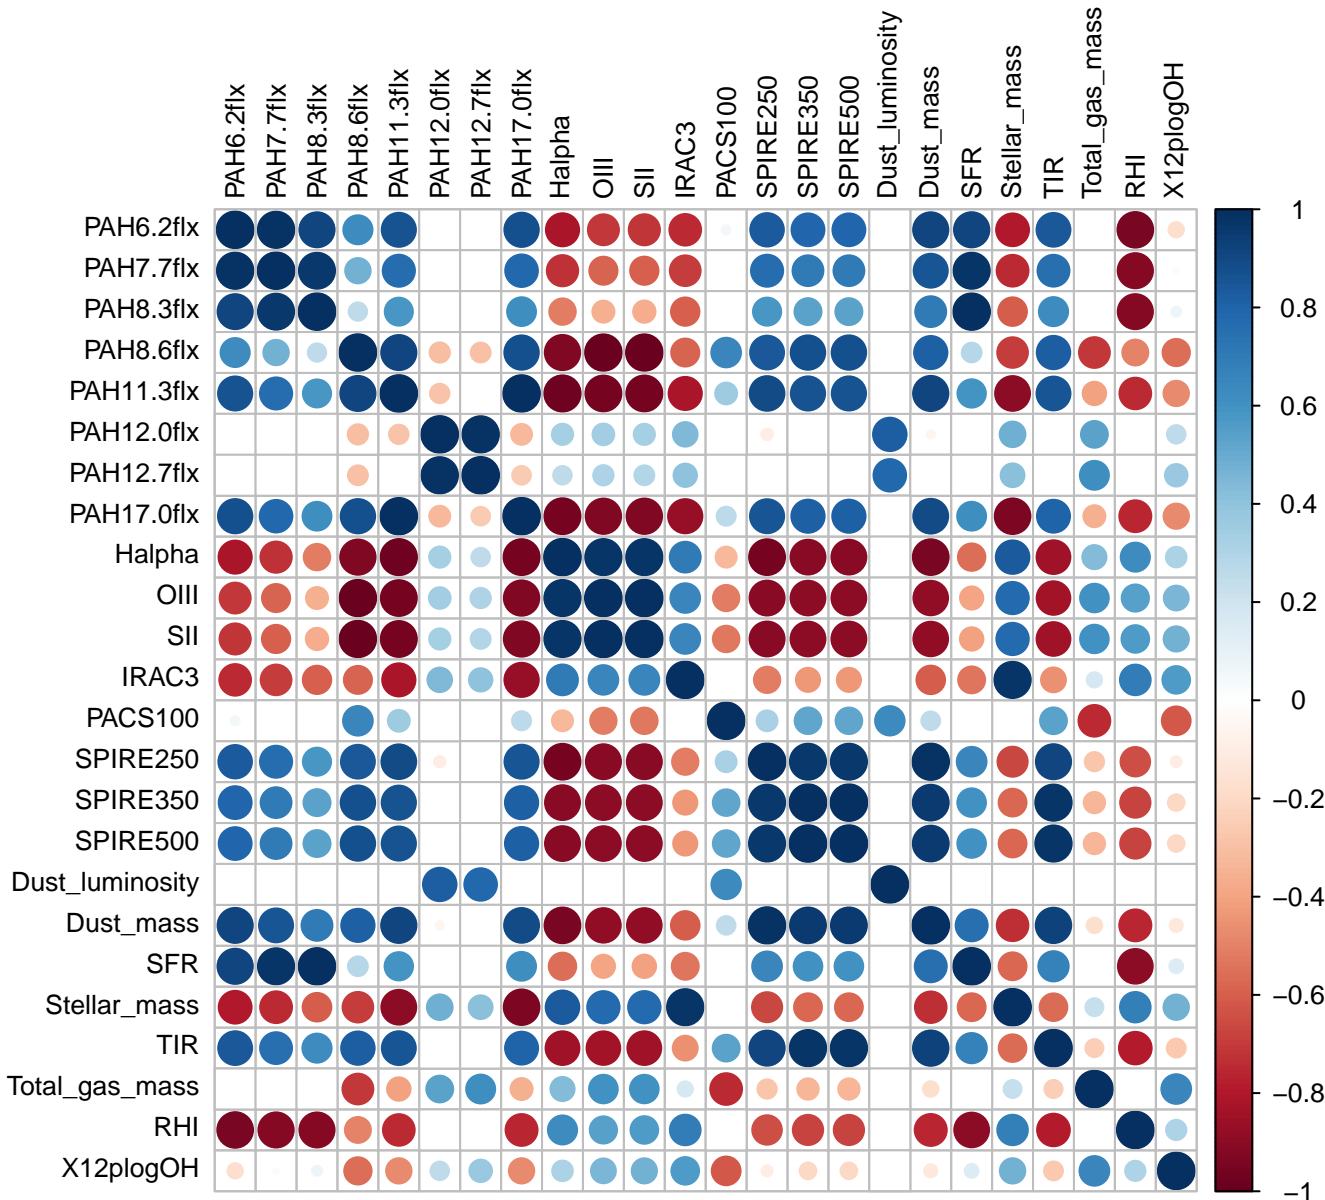 PAH6.2flx
PAH7.7flx
PAH8.3flx
PAH8.6flx
PAH11.3flx
PAH12.0flx
PAH12.7flx
PAH17.0flx
Halpha
OIII
SII
IRAC3
PACS100
SPIRE250
SPIRE350
SPIRE500
Dust_luminosity
Dust_mass
SFR
Stellar_mass
TIR
Total_gas_mass
RHI
X12plogOH
PAH6.2flx
PAH7.7flx
PAH8.3flx
PAH8.6flx
PAH11.3flx
PAH12.0flx
PAH12.7flx
PAH17.0flx
Halpha
OIII
SII
IRAC3
PACS100
SPIRE250
SPIRE350
SPIRE500
Dust_luminosity
Dust_mass
SFR
Stellar_mass
TIR
Total_gas_mass
RHI
X12plogOH
1
0.8
0.6
0.4
0.2
0
−0.2
−0.4
−0.6
−0.8
−1